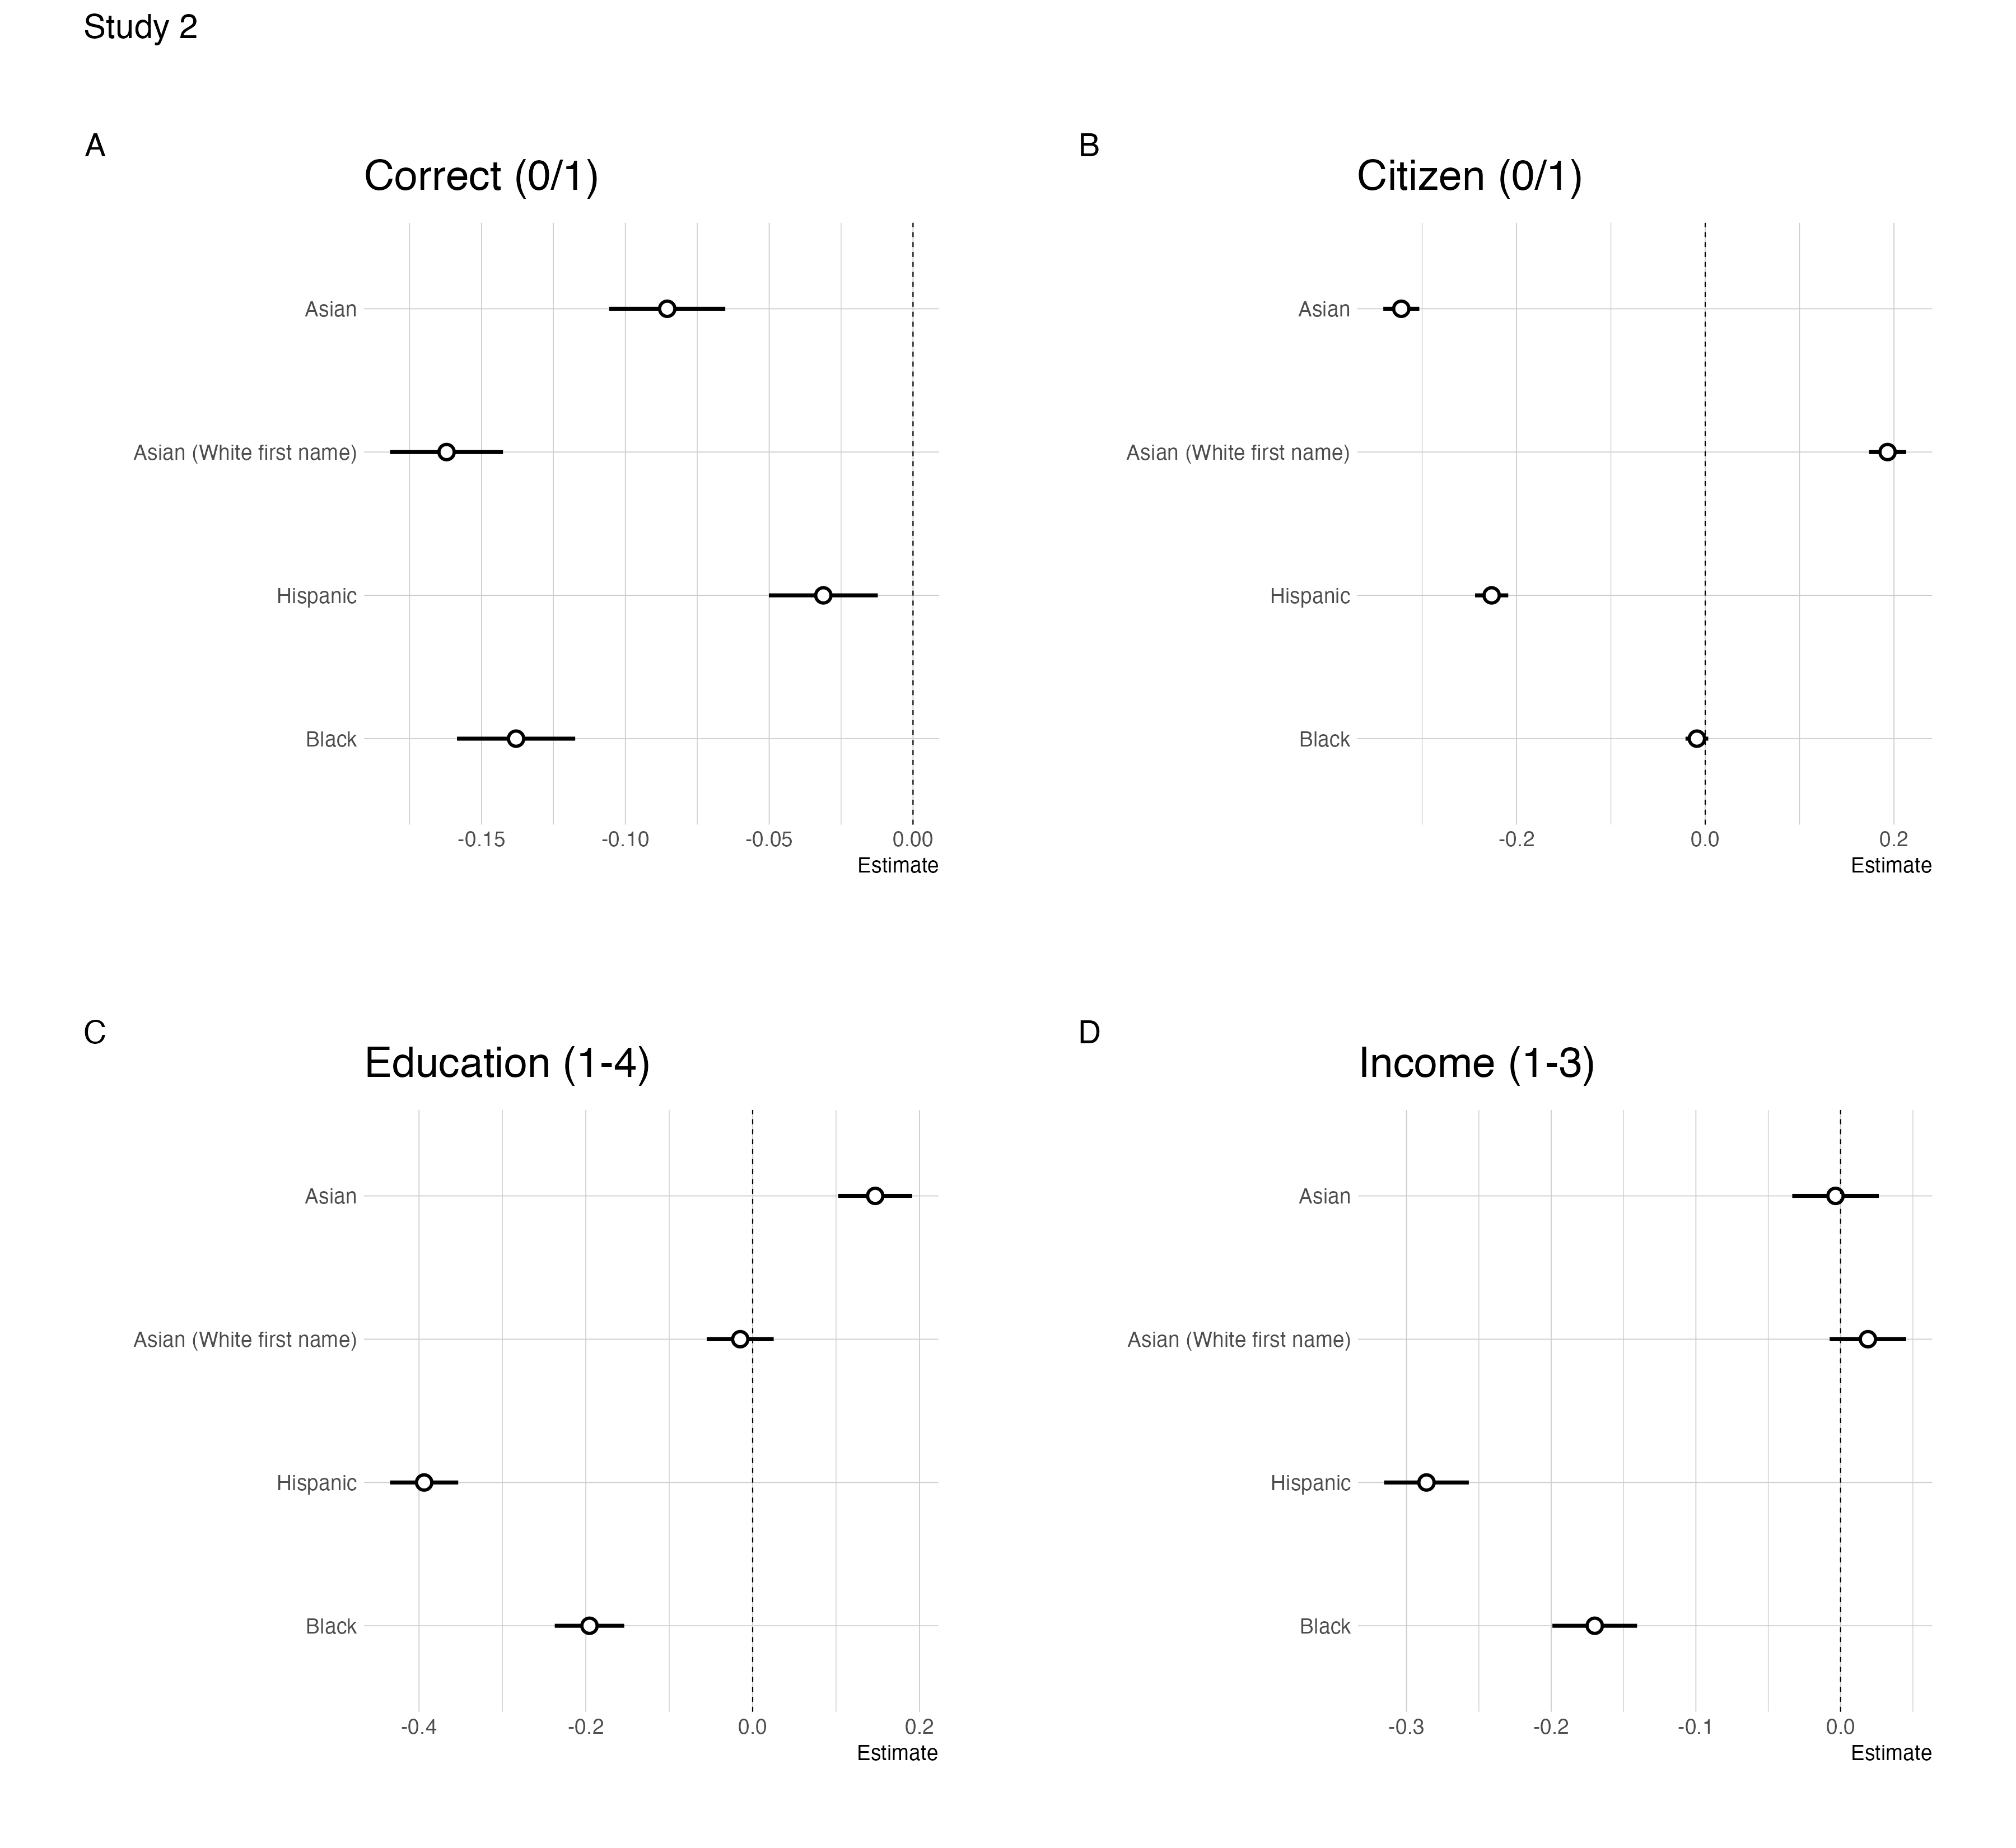 Study 2
A
Correct (0/1)
Asian
Asian (White first name)
Hispanic
Black
-0.15 -0.10 -0.05 0.00
Estimate
B
Citizen (0/1)
Asian
Asian (White first name)
Hispanic
Black
-0.2 0.0 0.2
Estimate
C
Education (1-4)
Asian
Asian (White first name)
Hispanic
Black
-0.4 -0.2 0.0 0.2
Estimate
D
Income (1-3)
Asian
Asian (White first name)
Hispanic
Black
-0.3 -0.2 -0.1 0.0
Estimate